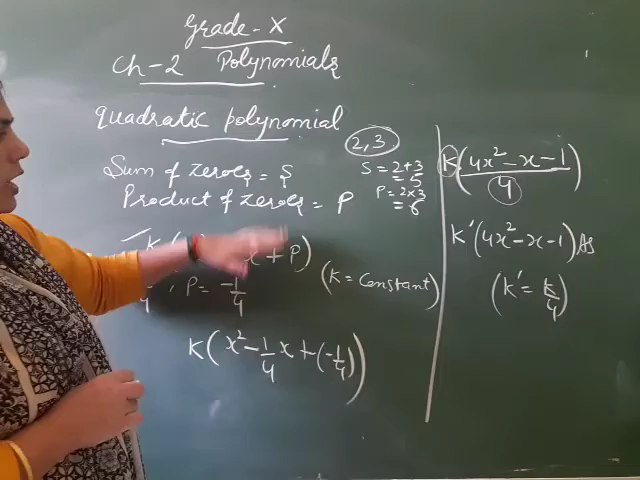 Grade-X
Ch-2 Polynomials
Quadratic polynomial
2,3
Sum of zeroes = S
Product of zeroes = P
S = 2+3
= 5
P = 2×3
= 6
K( x + P)
P = -1/4
(K = Constant)
K(x² - 1/4 x + (-1/4))
K(4x² - x - 1 / 4)
K'(4x² - x - 1) As
(K' = K/4)